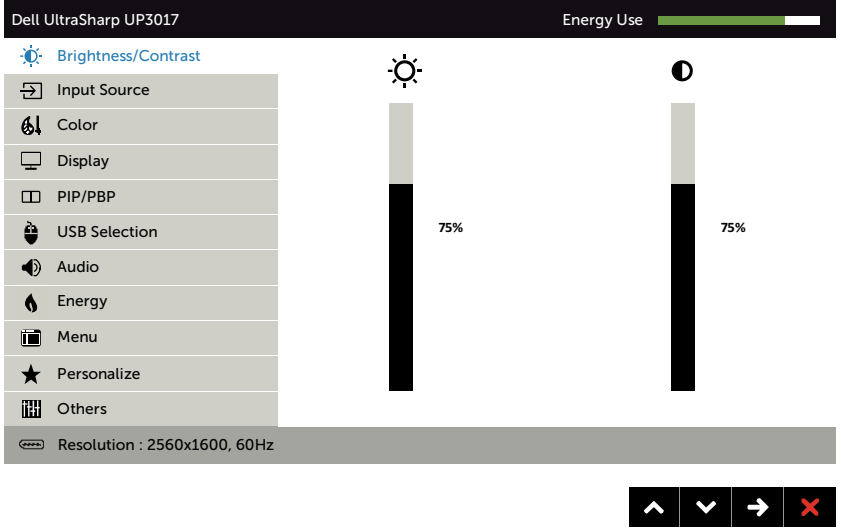 Dell UltraSharp UP3017
Energy Use
Brightness/Contrast
Input Source
Color
Display
PIP/PBP
USB Selection
Audio
Energy
Menu
Personalize
Others
75%
75%
Resolution : 2560x1600, 60Hz